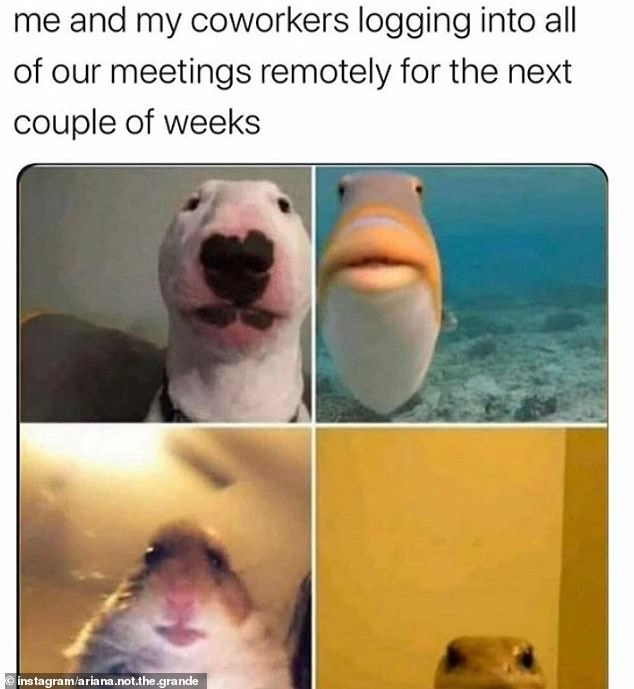 me and my coworkers logging into all
of our meetings remotely for the next
couple of weeks
© instagram/ariana.not.the.grande